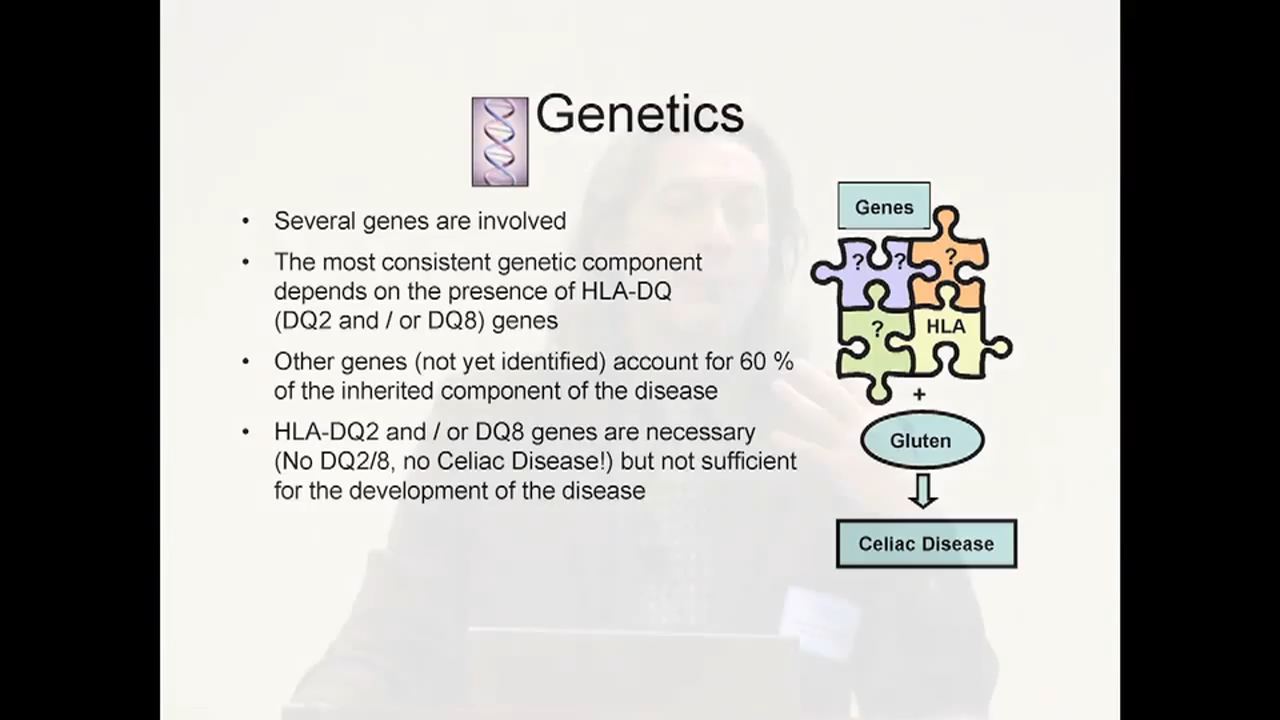 Genetics
• Several genes are involved
• The most consistent genetic component
depends on the presence of HLA-DQ
(DQ2 and / or DQ8) genes
• Other genes (not yet identified) account for 60 %
of the inherited component of the disease
• HLA-DQ2 and / or DQ8 genes are necessary
(No DQ2/8, no Celiac Disease!) but not sufficient
for the development of the disease
Genes
? ? ?
? HLA
+
Gluten
Celiac Disease